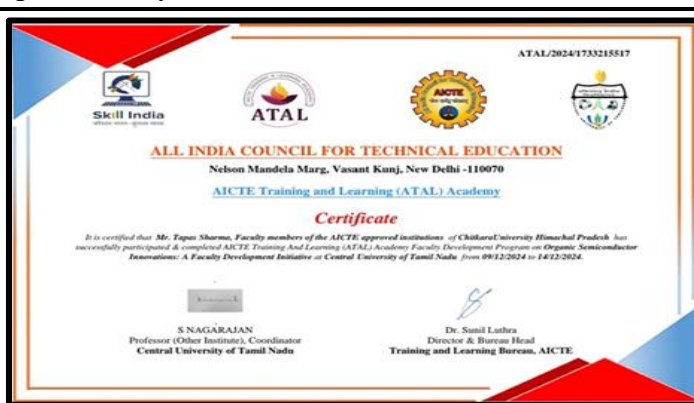 ATAL/2024/1733215517
Skill India
कौशल भारत - कुशल भारत
ATAL
AICTE
ALL INDIA COUNCIL FOR TECHNICAL EDUCATION
Nelson Mandela Marg, Vasant Kunj, New Delhi -110070
AICTE Training and Learning (ATAL) Academy
Certificate
It is certified that Mr. Tapas Sharma, Faculty members of the AICTE approved institutions of ChitkaraUniversity Himachal Pradesh has
successfully participated & completed AICTE Training And Learning (ATAL) Academy Faculty Development Program on Organic Semiconductor
Innovations: A Faculty Development Initiative at Central University of Tamil Nadu from 09/12/2024 to 14/12/2024.
S NAGARAJAN
Professor (Other Institute), Coordinator
Central University of Tamil Nadu
Dr. Sunil Luthra
Director & Bureau Head
Training and Learning Bureau, AICTE